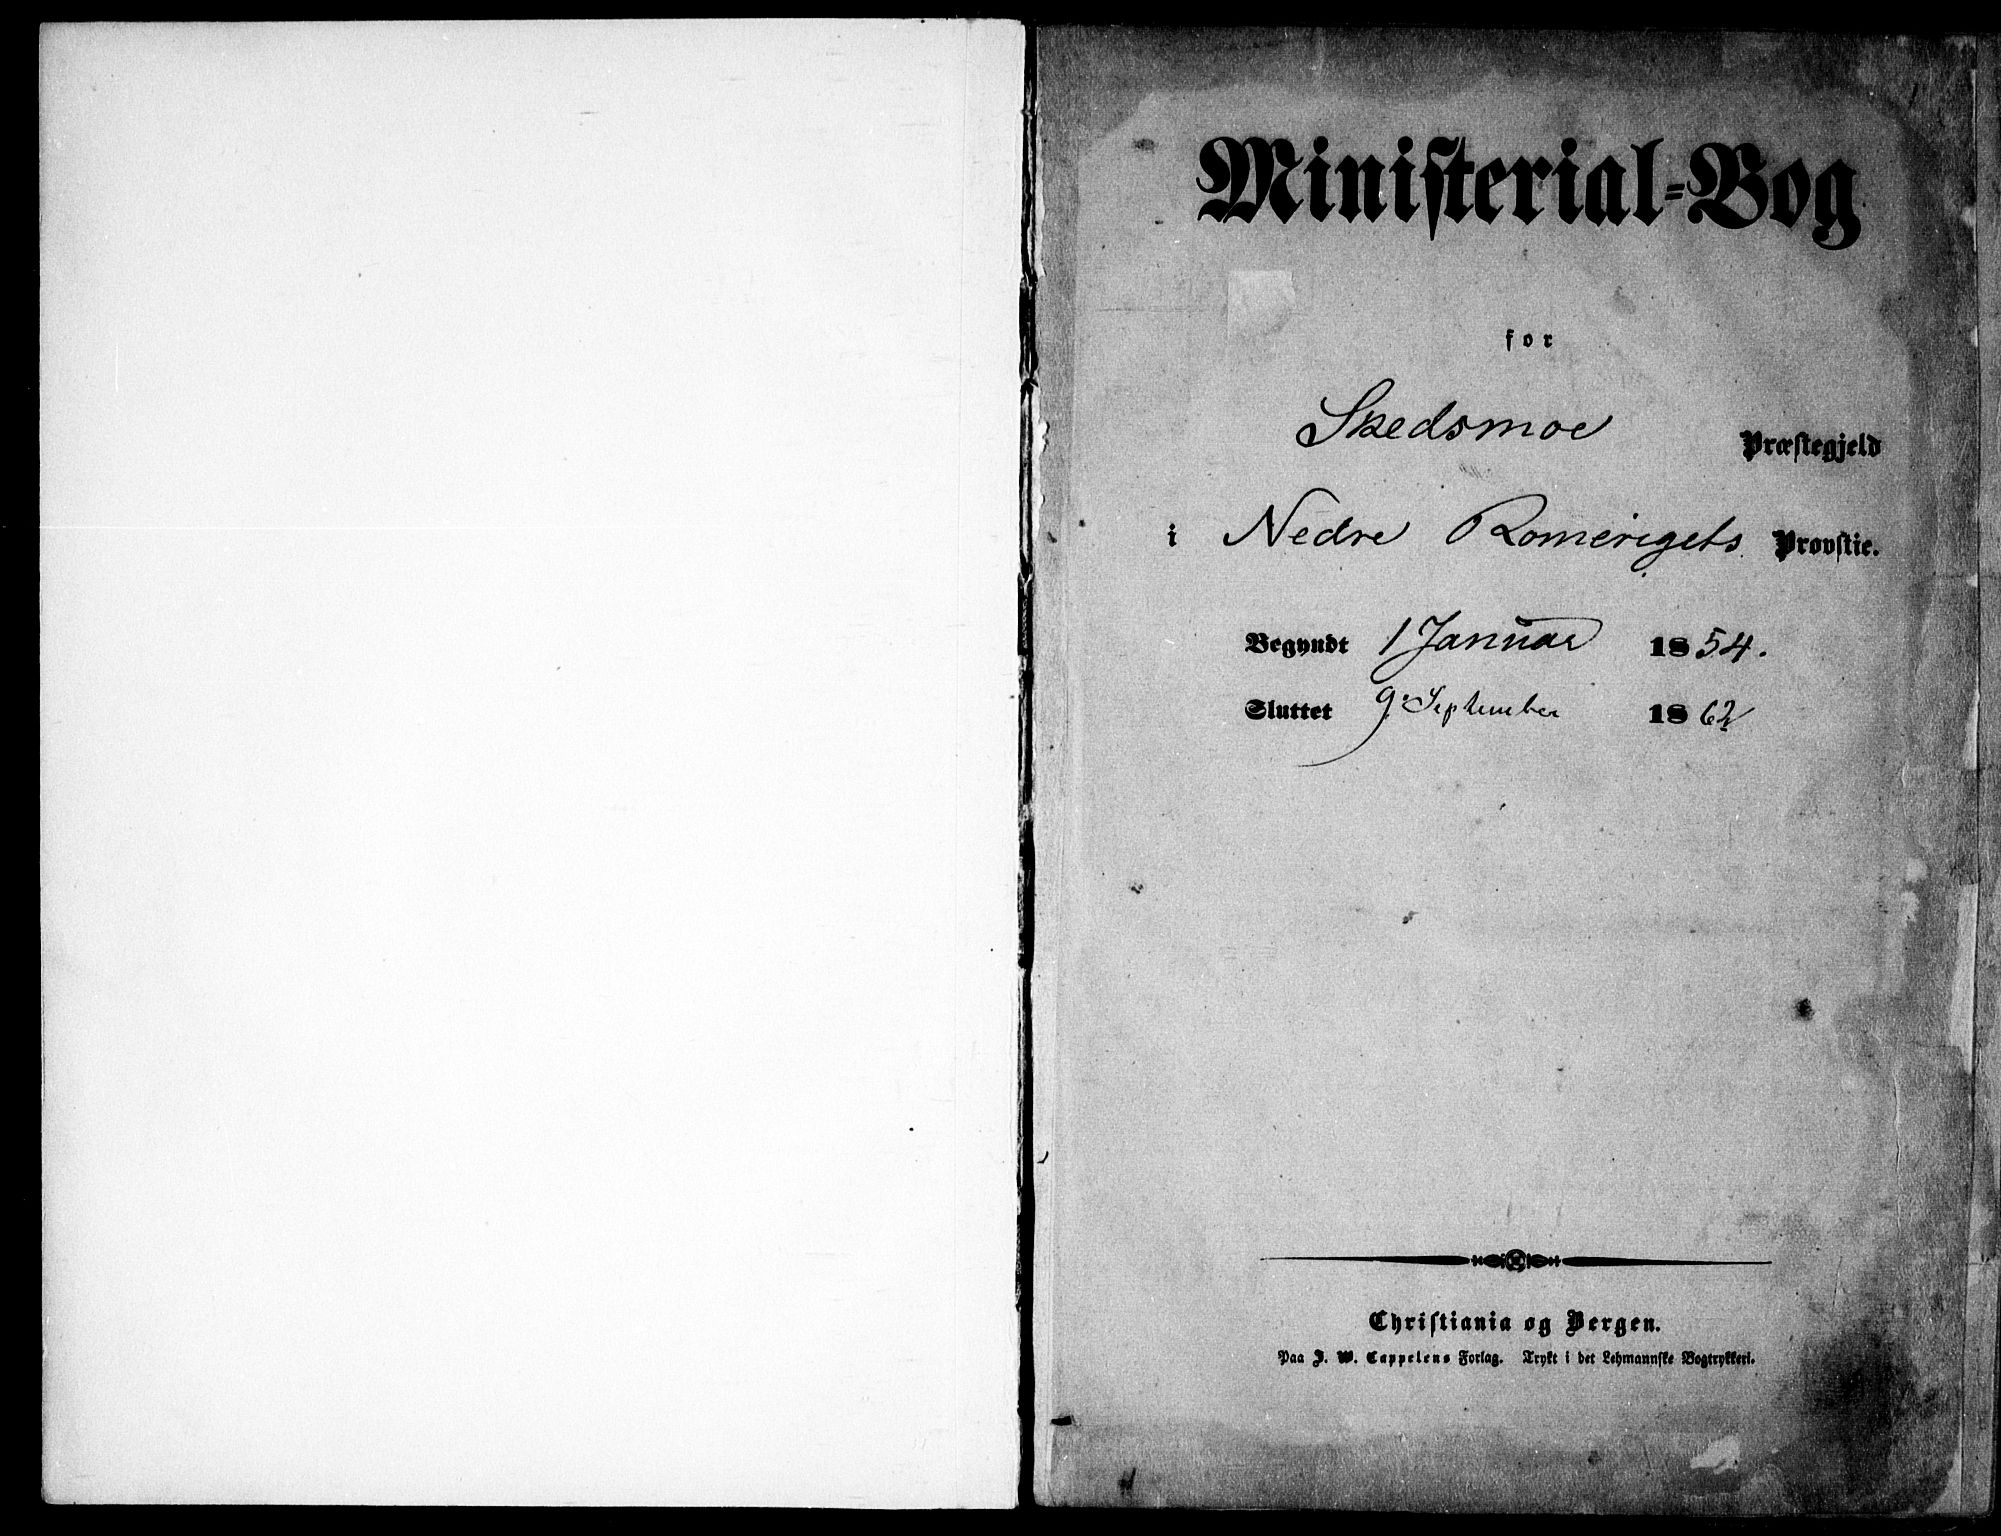 Ministerial-Bog
for
Skedsmoe Præstegjeld
i Nedre Romerigets Provstie.
Begyndt 1 Januar 1854.
Sluttet 9. September 1862
Christiania og Bergen.
Paa J. W. Cappelens Forlag. Trykt i det Lehmannske Bogtrykkeri.